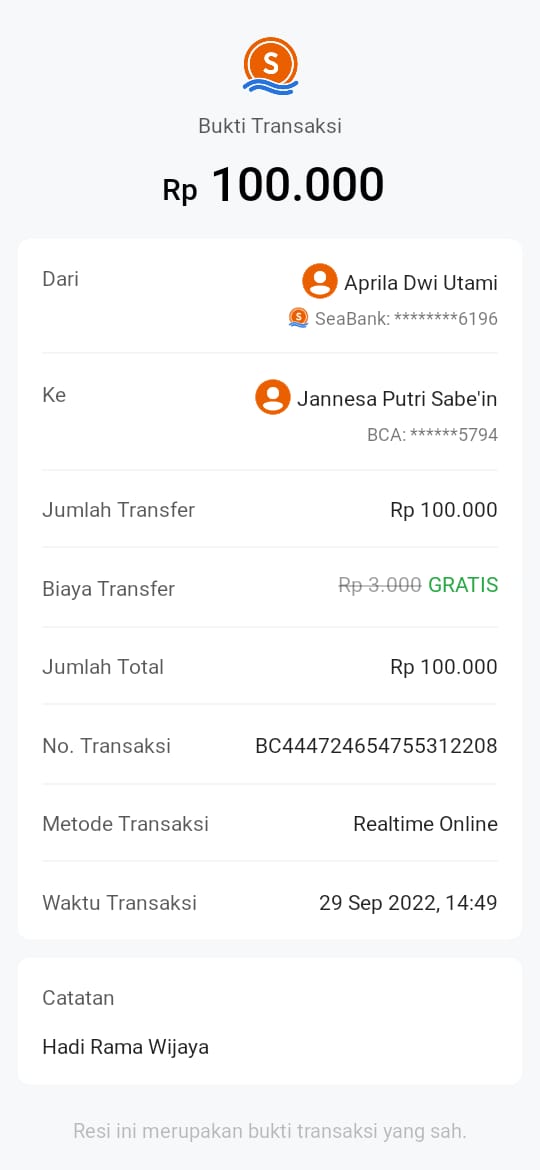 S
Bukti Transaksi
Rp 100.000
Dari
Aprila Dwi Utami
S SeaBank: ********6196
Ke
Jannesa Putri Sabe'in
BCA: ******5794
Jumlah Transfer Rp 100.000
Biaya Transfer Rp 3.000 GRATIS
Jumlah Total Rp 100.000
No. Transaksi BC444724654755312208
Metode Transaksi Realtime Online
Waktu Transaksi 29 Sep 2022, 14:49
Catatan
Hadi Rama Wijaya
Resi ini merupakan bukti transaksi yang sah.